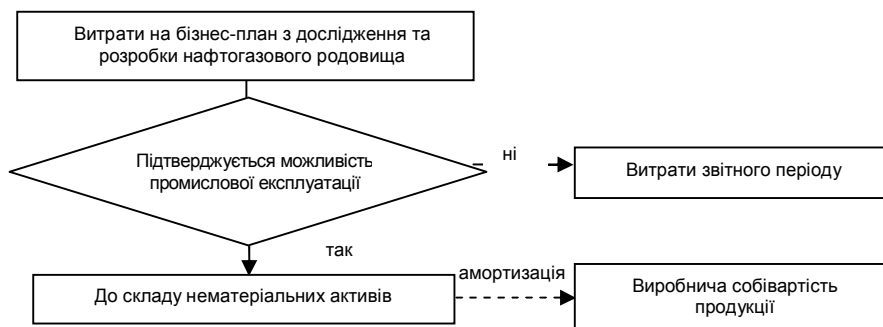 Витрати на бізнес-план з дослідження та
розробки нафтогазового родовища
Підтверджується можливість
промислової експлуатації
ні
Витрати звітного періоду
так
До складу нематеріальних активів
амортизація
Виробнича собівартість
продукції